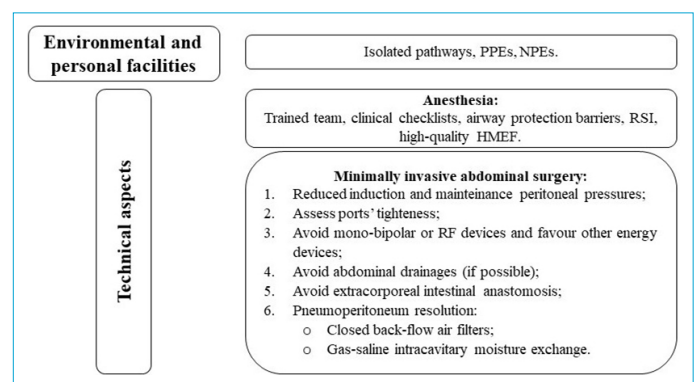 Environmental and
personal facilities
Isolated pathways, PPEs, NPEs.
Technical aspects
Anesthesia:
Trained team, clinical checklists, airway protection barriers, RSI,
high-quality HMEF.
Minimally invasive abdominal surgery:
1. Reduced induction and mainteinance peritoneal pressures;
2. Assess ports' tightness;
3. Avoid mono-bipolar or RF devices and favour other energy
devices;
4. Avoid abdominal drainages (if possible);
5. Avoid extracorporeal intestinal anastomosis;
6. Pneumoperitoneum resolution:
o Closed back-flow air filters;
o Gas-saline intracavitary moisture exchange.